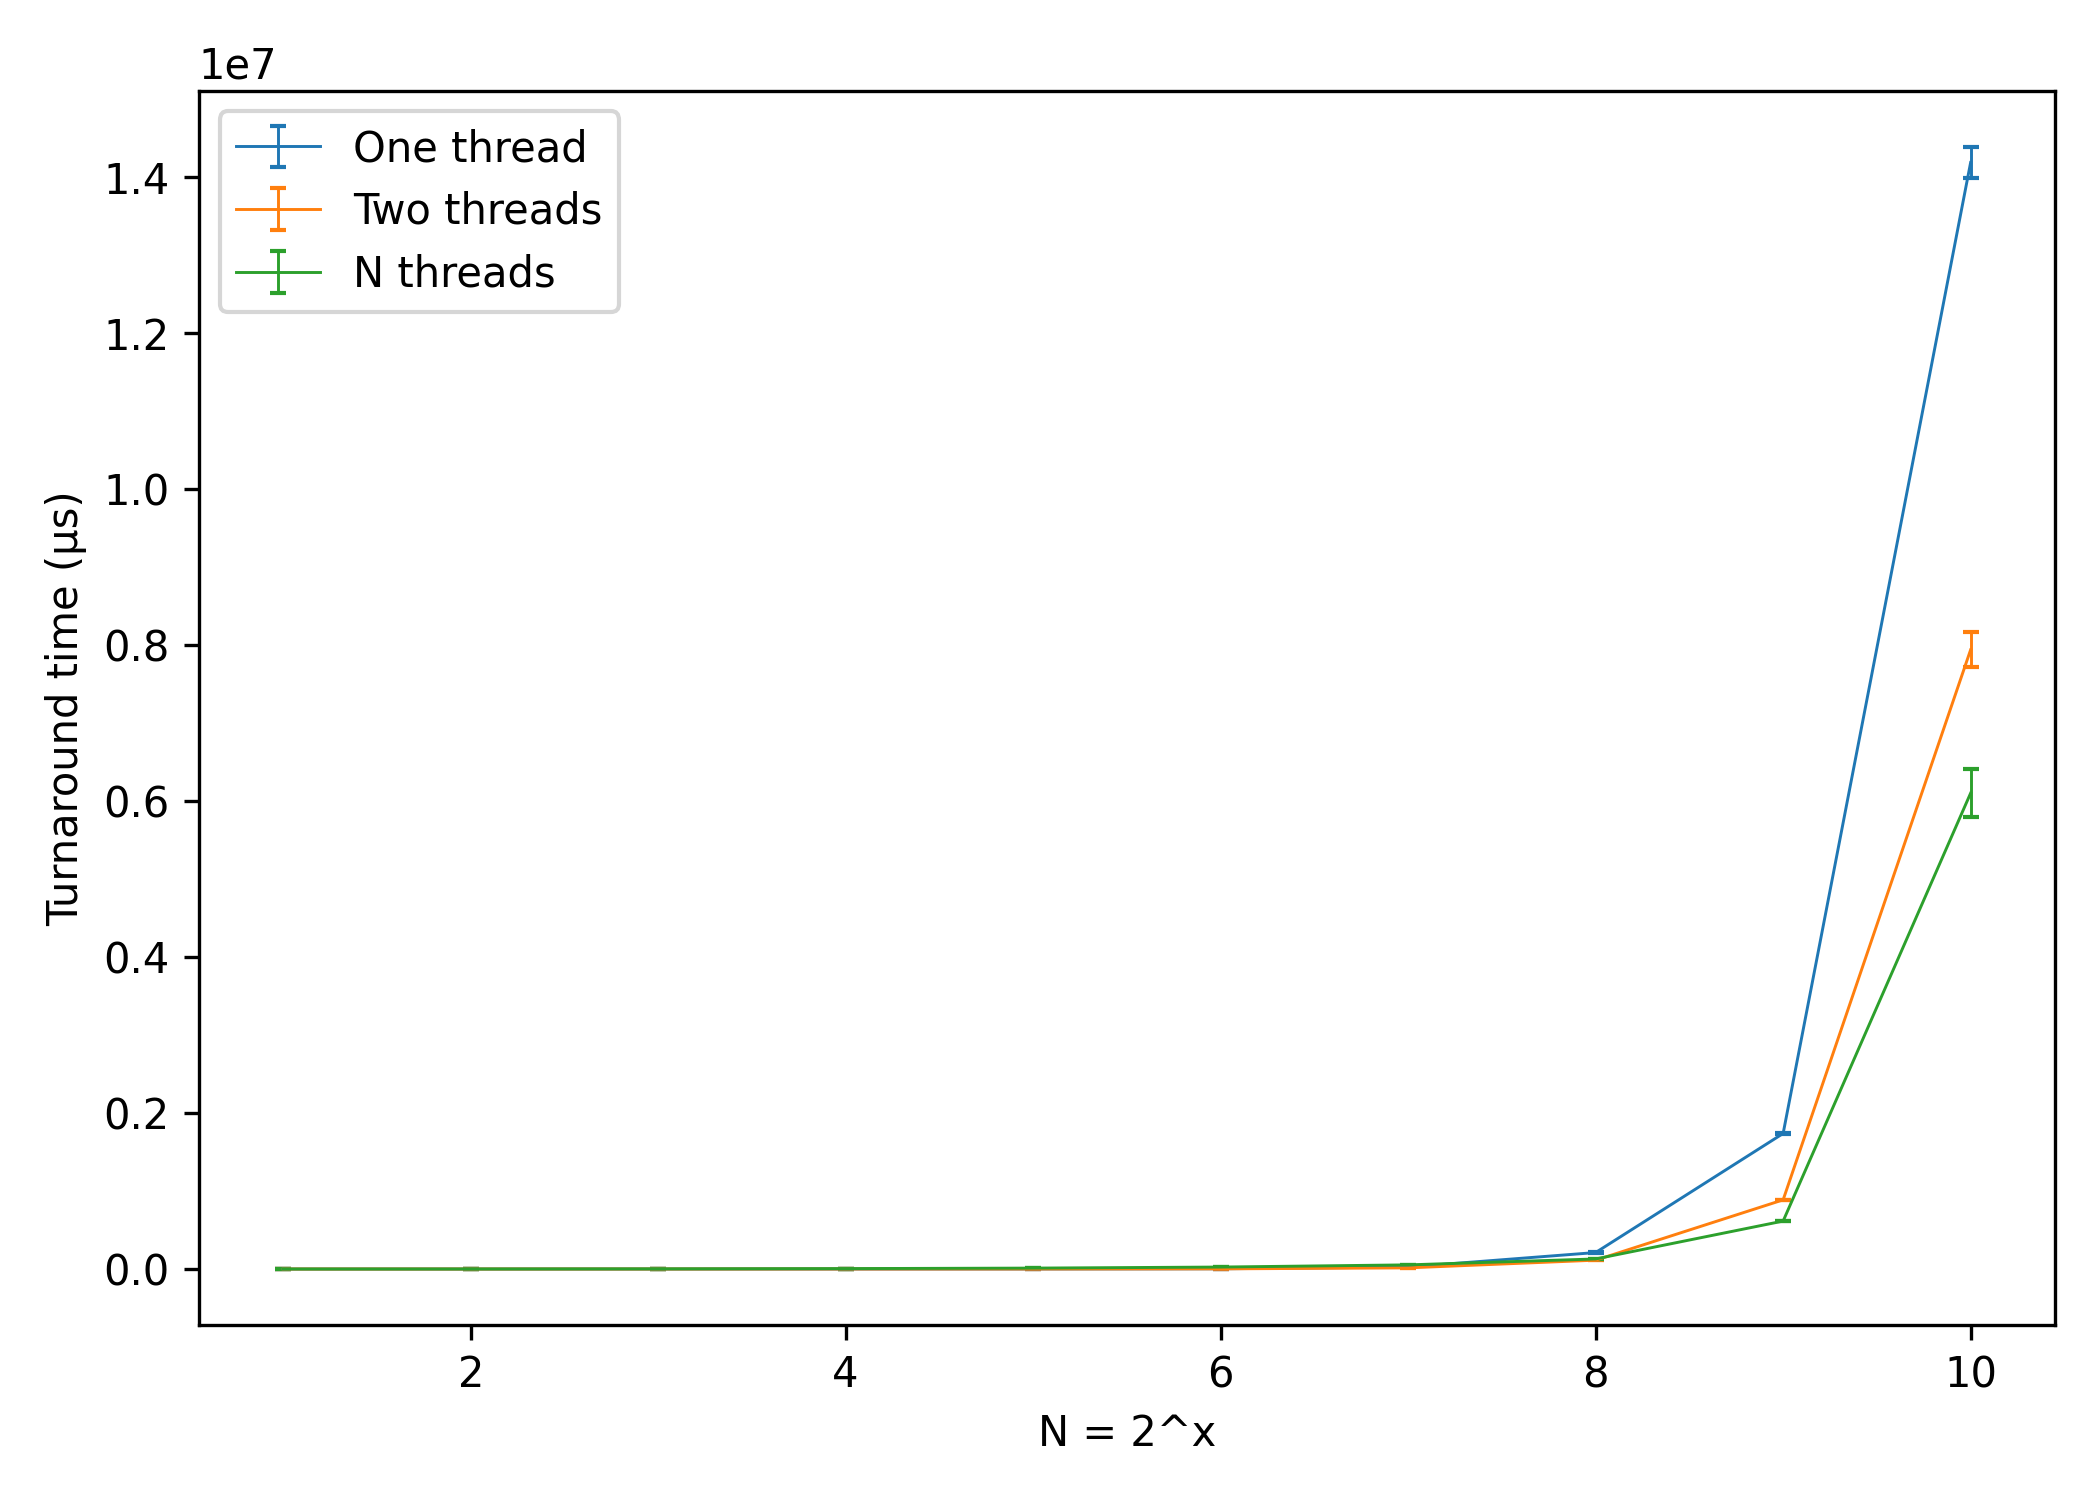 1e7
One thread
Two threads
N threads
1.4
1.2
1.0
0.8
0.6
0.4
0.2
0.0
Turnaround time (µs)
2 4 6 8 10
N = 2^x